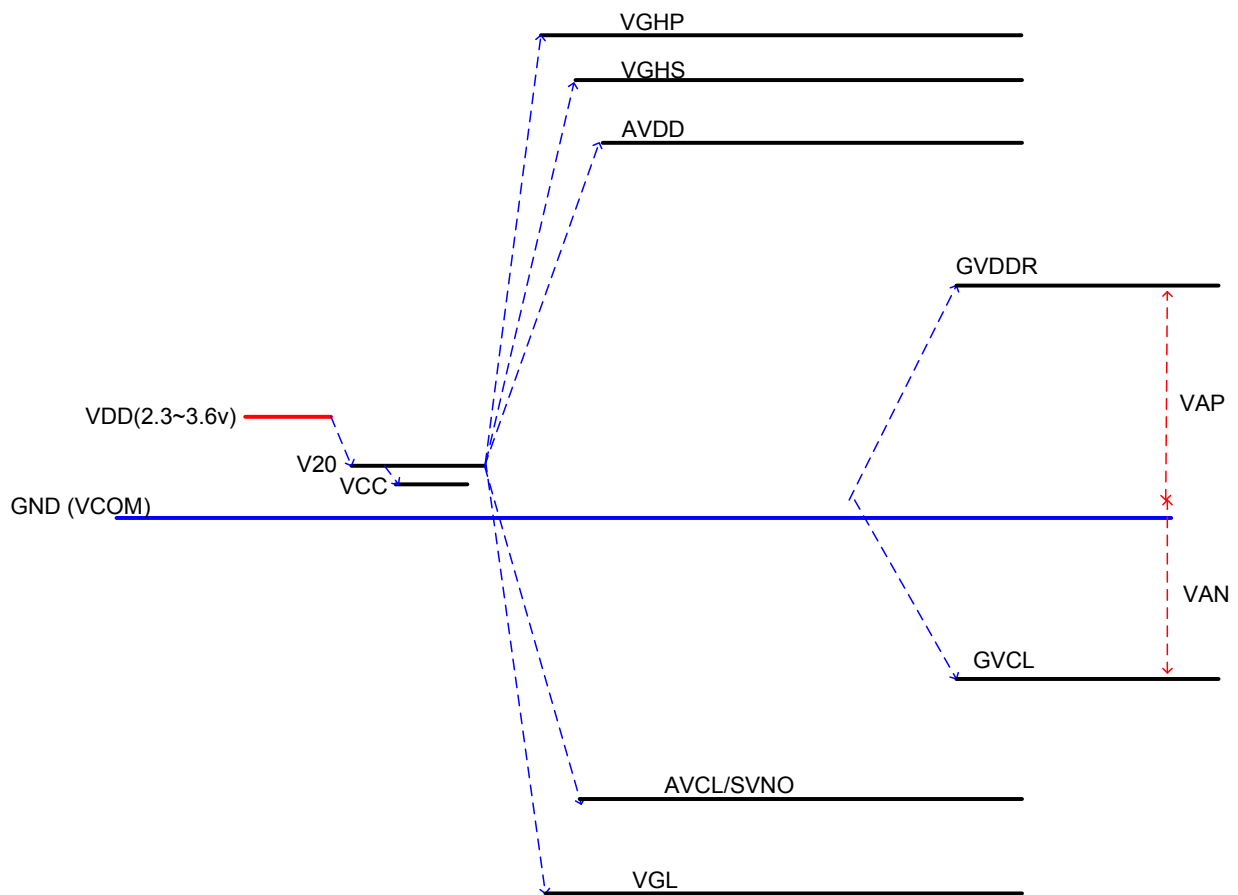 VGHP
VGHS
AVDD
GVDDR
VAP
VDD(2.3~3.6v)
V20
VCC
GND (VCOM)
VAN
GVCL
AVCL/SVNO
VGL